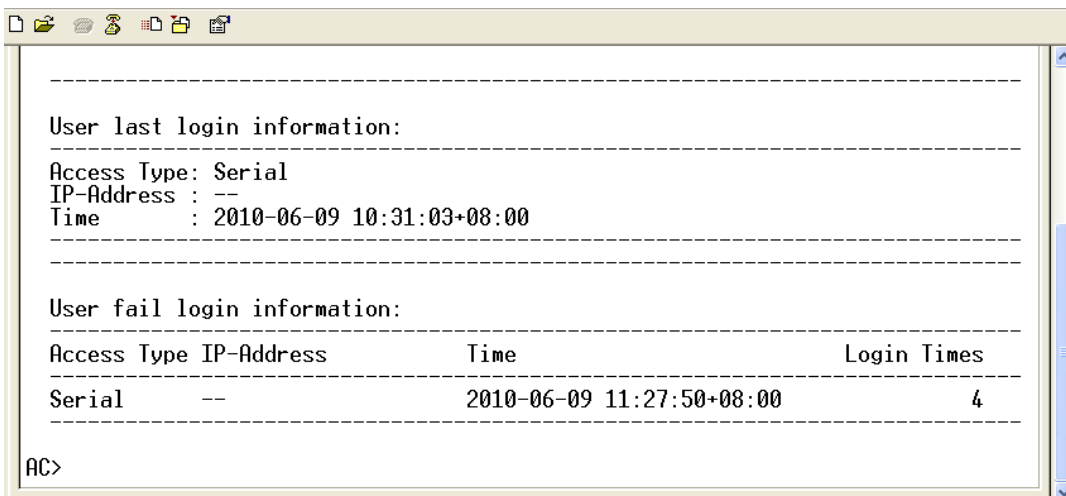 -----------------------------------------------------------------------------
User last login information:
-----------------------------------------------------------------------------
Access Type: Serial
IP-Address : --
Time       : 2010-06-09 10:31:03+08:00
-----------------------------------------------------------------------------
-----------------------------------------------------------------------------
User fail login information:
-----------------------------------------------------------------------------
Access Type IP-Address           Time                          Login Times
-----------------------------------------------------------------------------
Serial      --                   2010-06-09 11:27:50+08:00               4
-----------------------------------------------------------------------------
AC>